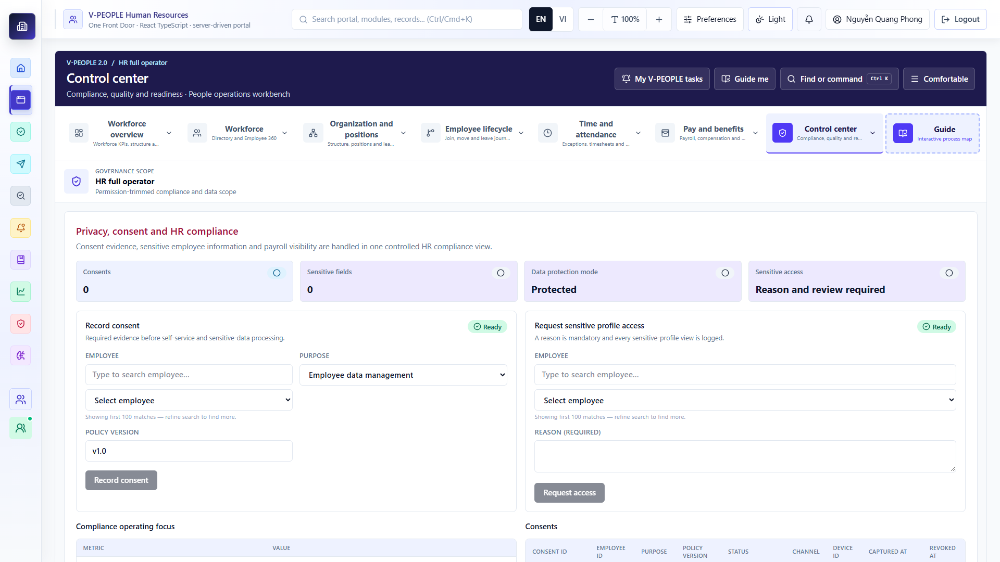 V-PEOPLE Human Resources
One Front Door · React TypeScript · server-driven portal
Search portal, modules, records... (Ctrl/Cmd+K)
EN
VI
100%
Preferences
Light
Nguyễn Quang Phong
Logout
V-PEOPLE 2.0 / HR full operator
Control center
Compliance, quality and readiness · People operations workbench
My V-PEOPLE tasks
Guide me
Find or command
Ctrl K
Comfortable
Workforce overview
Workforce KPIs, structure a...
Workforce
Directory and Employee 360
Organization and positions
Structure, positions and lea...
Employee lifecycle
Join, move and leave journ...
Time and attendance
Exceptions, timesheets and ...
Pay and benefits
Payroll, compensation and ...
Control center
Compliance, quality and re...
Guide
Interactive process map
GOVERNANCE SCOPE
HR full operator
Permission-trimmed compliance and data scope
Privacy, consent and HR compliance
Consent evidence, sensitive employee information and payroll visibility are handled in one controlled HR compliance view.
Consents
0
Sensitive fields
0
Data protection mode
Protected
Sensitive access
Reason and review required
Record consent
Ready
Required evidence before self-service and sensitive-data processing.
EMPLOYEE
PURPOSE
Type to search employee...
Employee data management
Select employee
Showing first 100 matches — refine search to find more.
POLICY VERSION
v1.0
Record consent
Request sensitive profile access
Ready
A reason is mandatory and every sensitive-profile view is logged.
EMPLOYEE
Type to search employee...
Select employee
Showing first 100 matches — refine search to find more.
REASON (REQUIRED)
Request access
Compliance operating focus
METRIC
VALUE
Consents
CONSENT ID
EMPLOYEE ID
PURPOSE
POLICY VERSION
STATUS
CHANNEL
DEVICE ID
CAPTURED AT
REVOKED AT